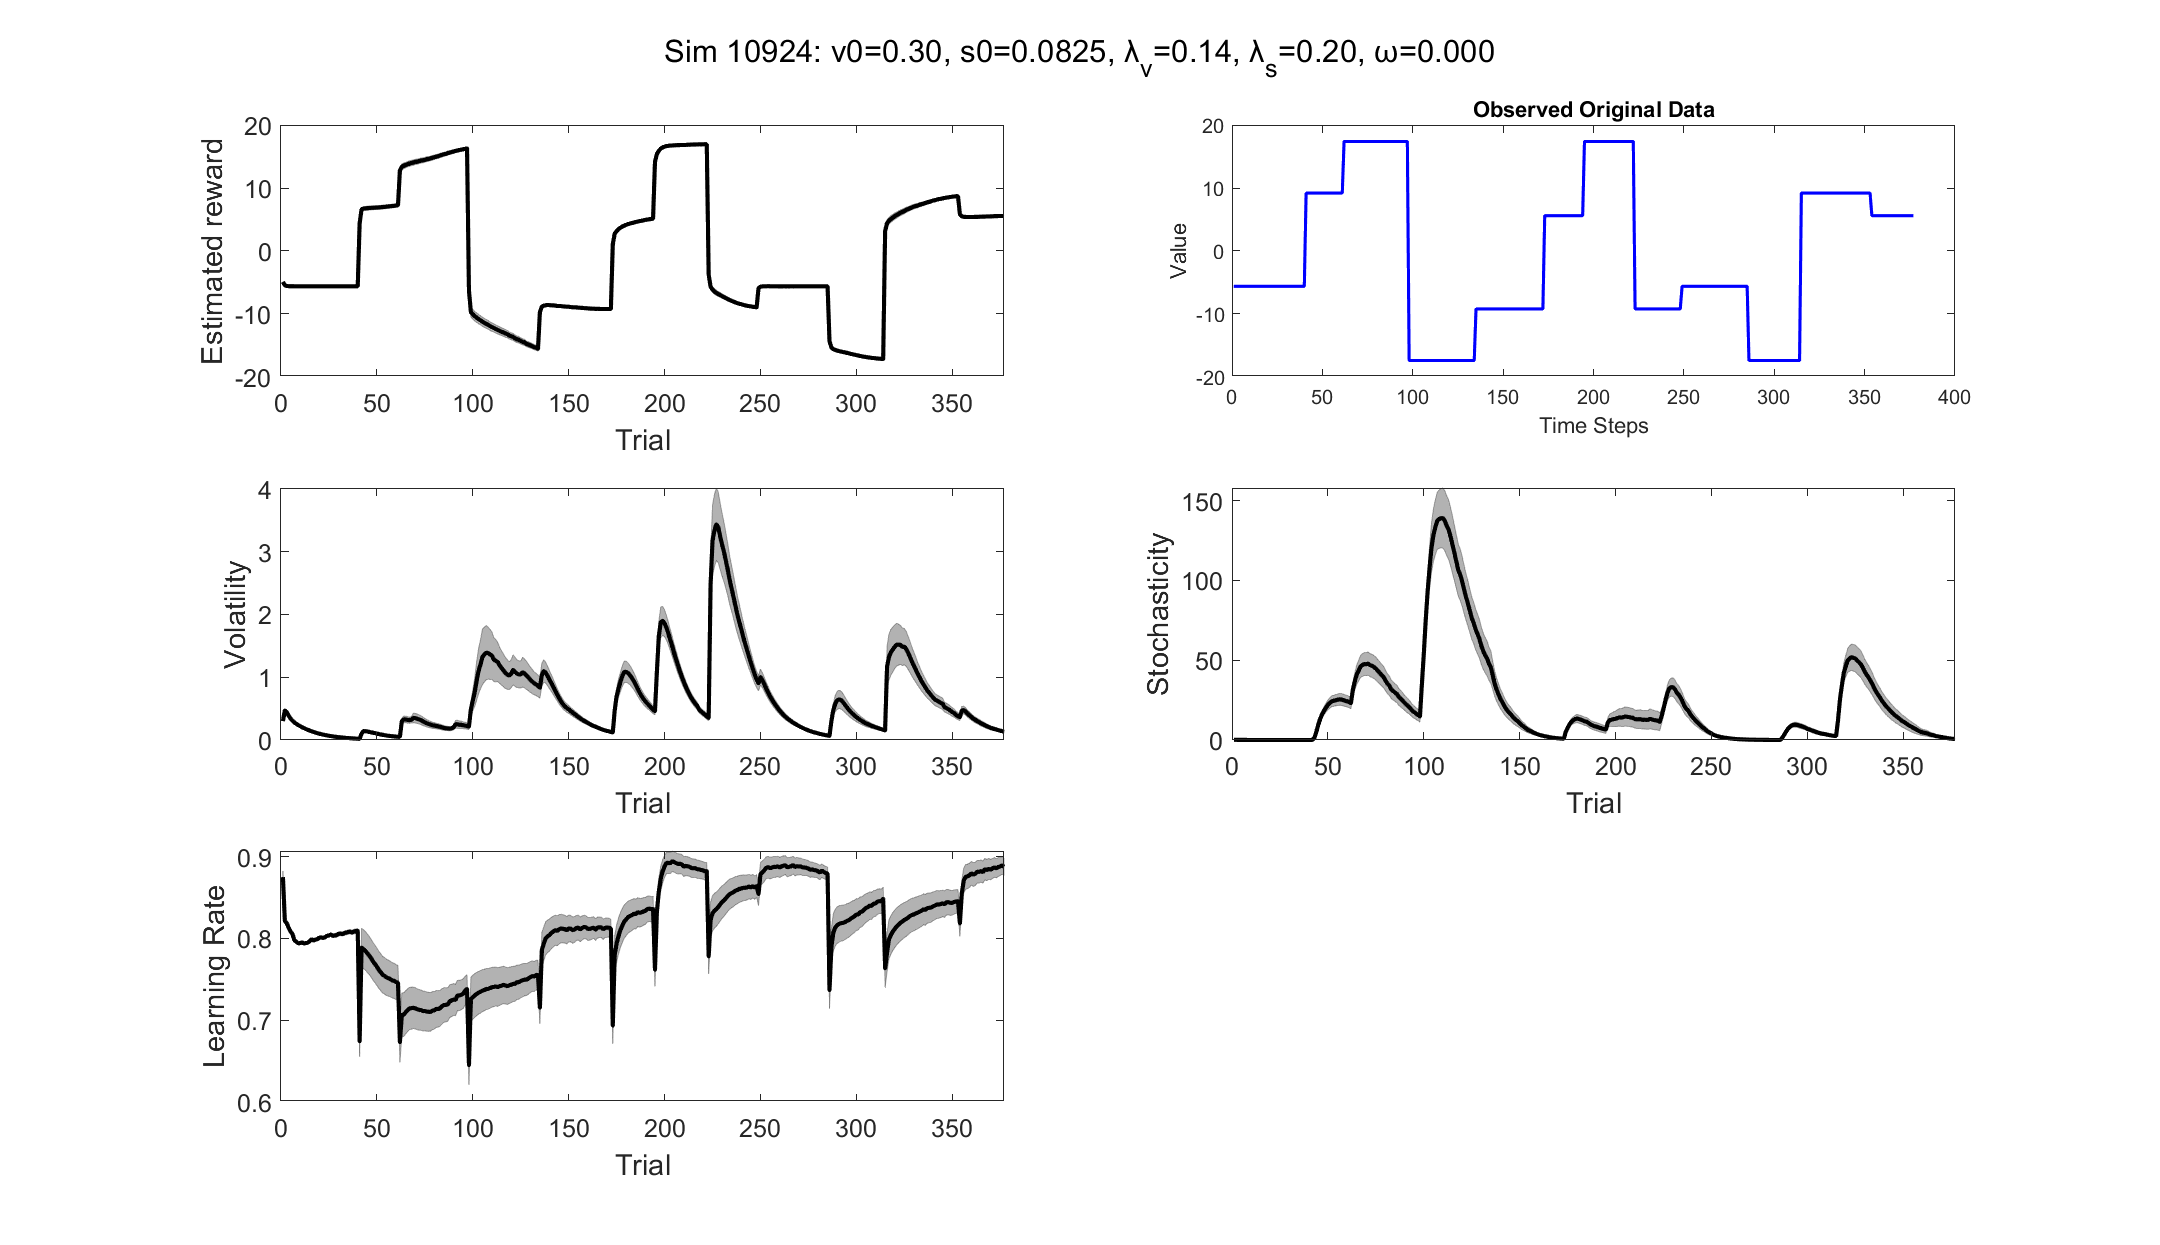 Sim 10924: v0=0.30, s0=0.0825, λv=0.14, λs=0.20, ω=0.000
Estimated reward
20
10
0
-10
-20
0 50 100 150 200 250 300 350
Trial
Observed Original Data
Value
20
10
0
-10
-20
0 50 100 150 200 250 300 350 400
Time Steps
Volatility
4
3
2
1
0
0 50 100 150 200 250 300 350
Trial
Stochasticity
150
100
50
0
0 50 100 150 200 250 300 350
Trial
Learning Rate
0.9
0.8
0.7
0.6
0 50 100 150 200 250 300 350
Trial